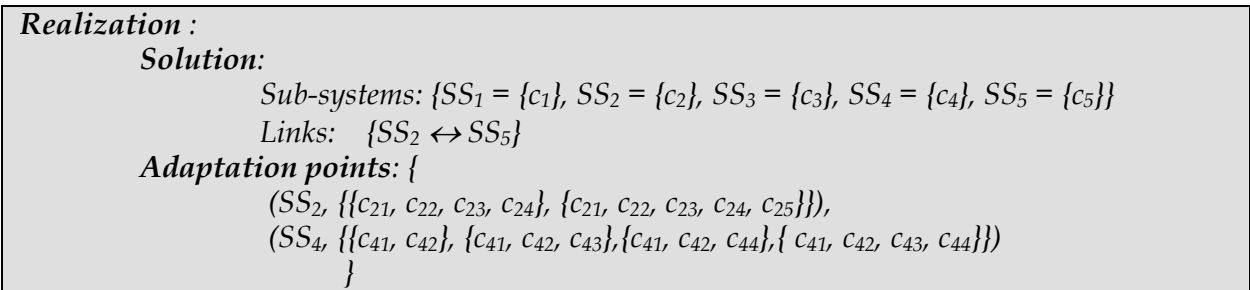 Realization :
Solution:
Sub-systems: {SS₁ = {c₁}, SS₂ = {c₂}, SS₃ = {c₃}, SS₄ = {c₄}, SS₅ = {c₅}}
Links: {SS₂ ↔ SS₅}
Adaptation points: {
(SS₂, {{c₂₁, c₂₂, c₂₃, c₂₄}, {c₂₁, c₂₂, c₂₃, c₂₄, c₂₅}}),
(SS₄, {{c₄₁, c₄₂}, {c₄₁, c₄₂, c₄₃},{c₄₁, c₄₂, c₄₄},{ c₄₁, c₄₂, c₄₃, c₄₄}})
}